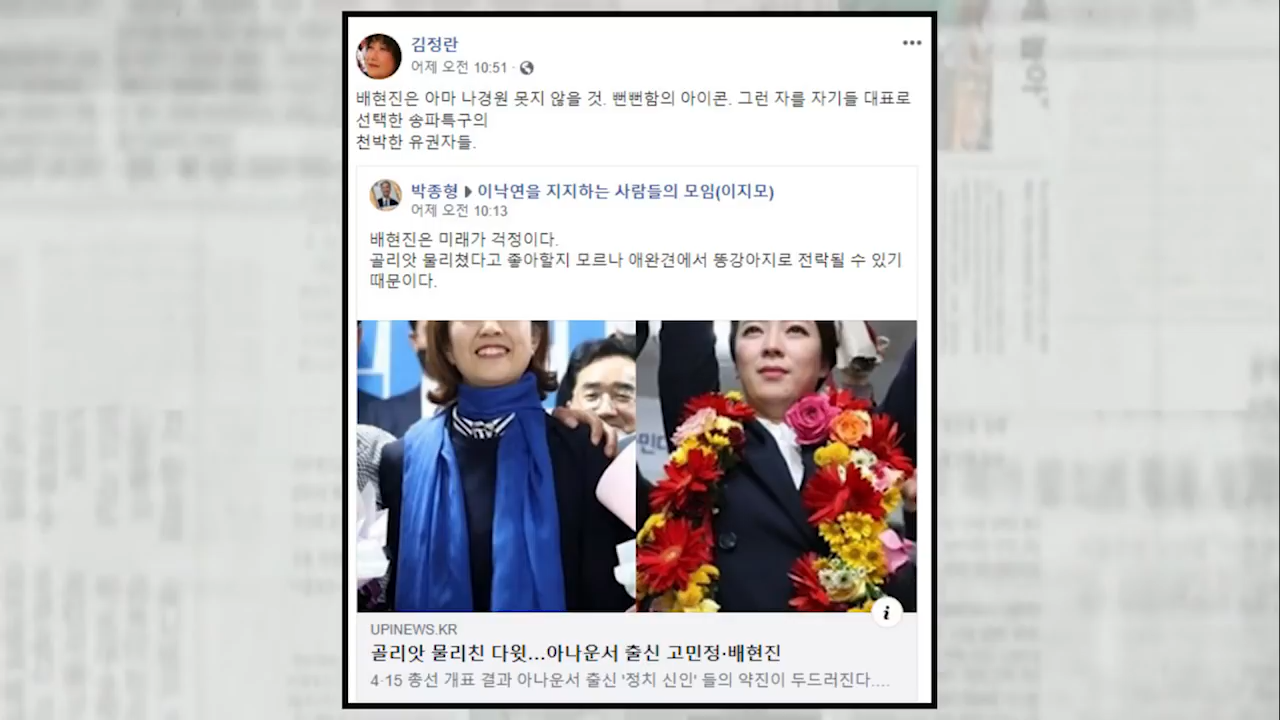 김정란
어제 오전 10:51 ·
배현진은 아마 나경원 못지 않을 것. 뻔뻔함의 아이콘. 그런 자를 자기들 대표로
선택한 송파특구의
천박한 유권자들.
박종형 ▶ 이낙연을 지지하는 사람들의 모임(이지모)
어제 오전 10:13
배현진은 미래가 걱정이다.
골리앗 물리쳤다고 좋아할지 모르나 애완견에서 똥강아지로 전락될 수 있기
때문이다.
민다
i
UPINEWS.KR
골리앗 물리친 다윗...아나운서 출신 고민정·배현진
4·15 총선 개표 결과 아나운서 출신 '정치 신인' 들의 약진이 두드러진다....